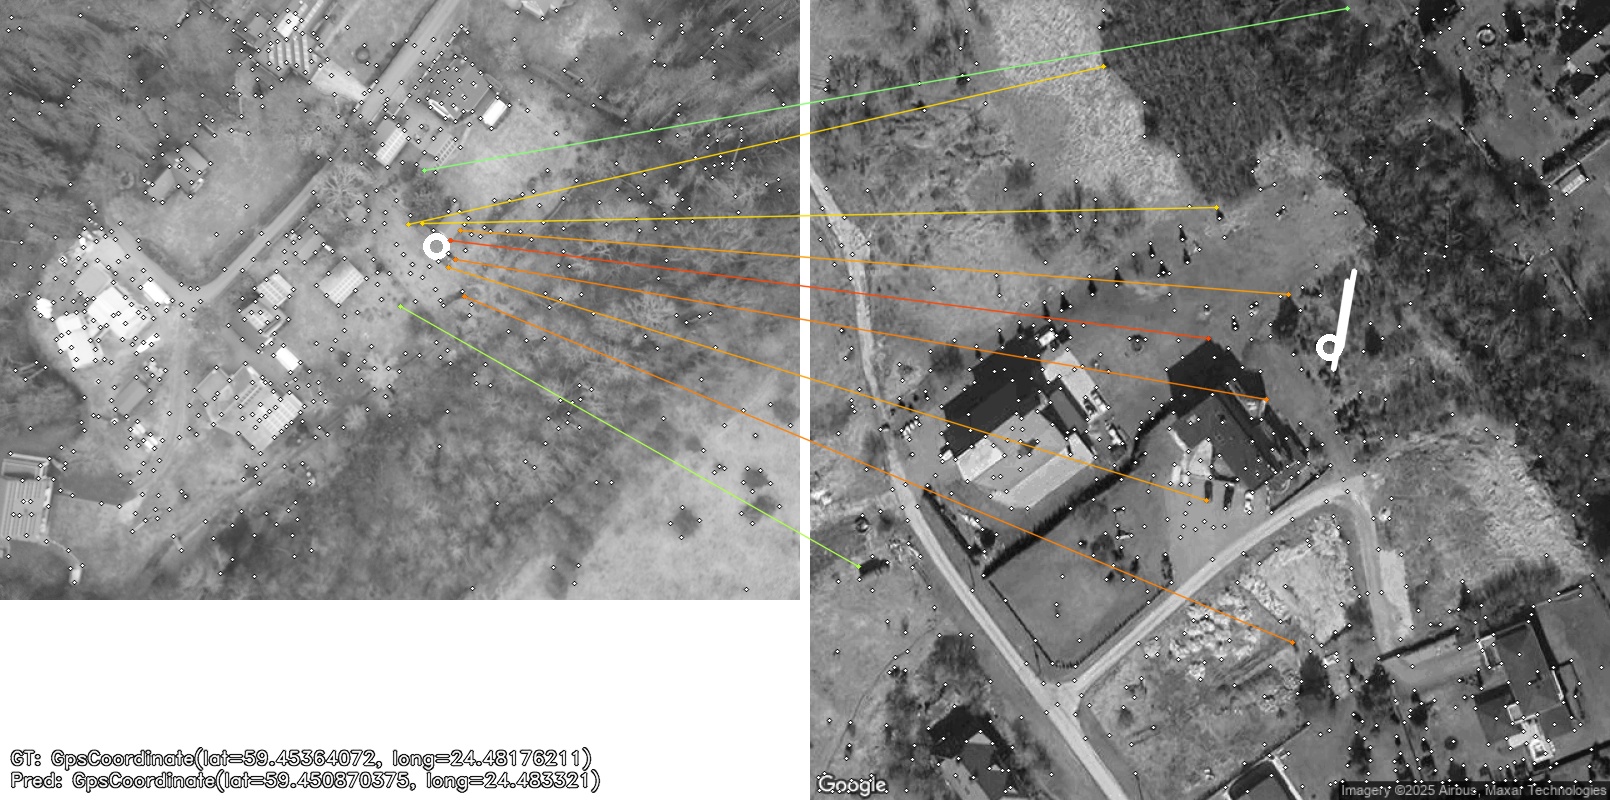 GT: GpsCoordinate(lat=59.45364072, long=24.48176211)
Pred: GpsCoordinate(lat=59.450870375, long=24.483321)
Google
Imagery ©2025 Airbus, Maxar Technologies